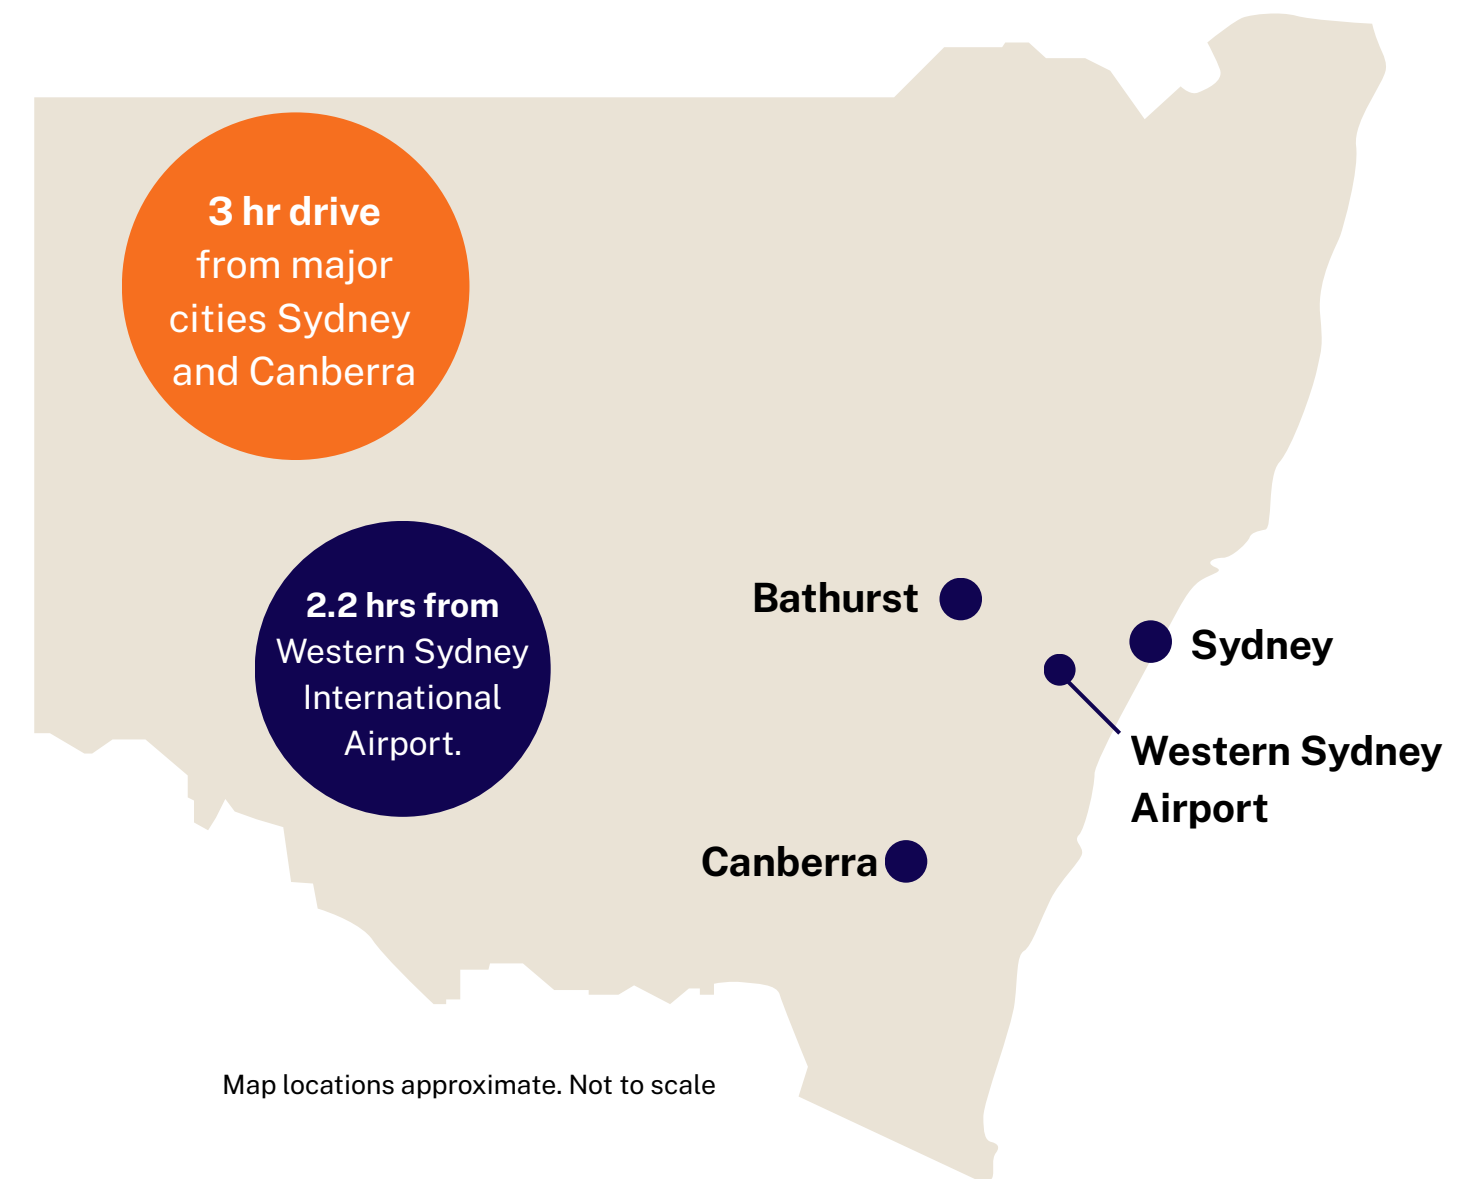 3 hr drive
from major
cities Sydney
and Canberra
2.2 hrs from
Western Sydney
International
Airport.
Bathurst
Sydney
Western Sydney
Airport
Canberra
Map locations approximate. Not to scale